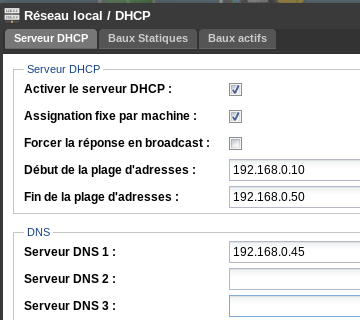 Réseau local / DHCP
Serveur DHCP Baux Statiques Baux actifs
Serveur DHCP
Activer le serveur DHCP :
Assignation fixe par machine :
Forcer la réponse en broadcast :
Début de la plage d'adresses : 192.168.0.10
Fin de la plage d'adresses : 192.168.0.50
DNS
Serveur DNS 1 : 192.168.0.45
Serveur DNS 2 :
Serveur DNS 3 :